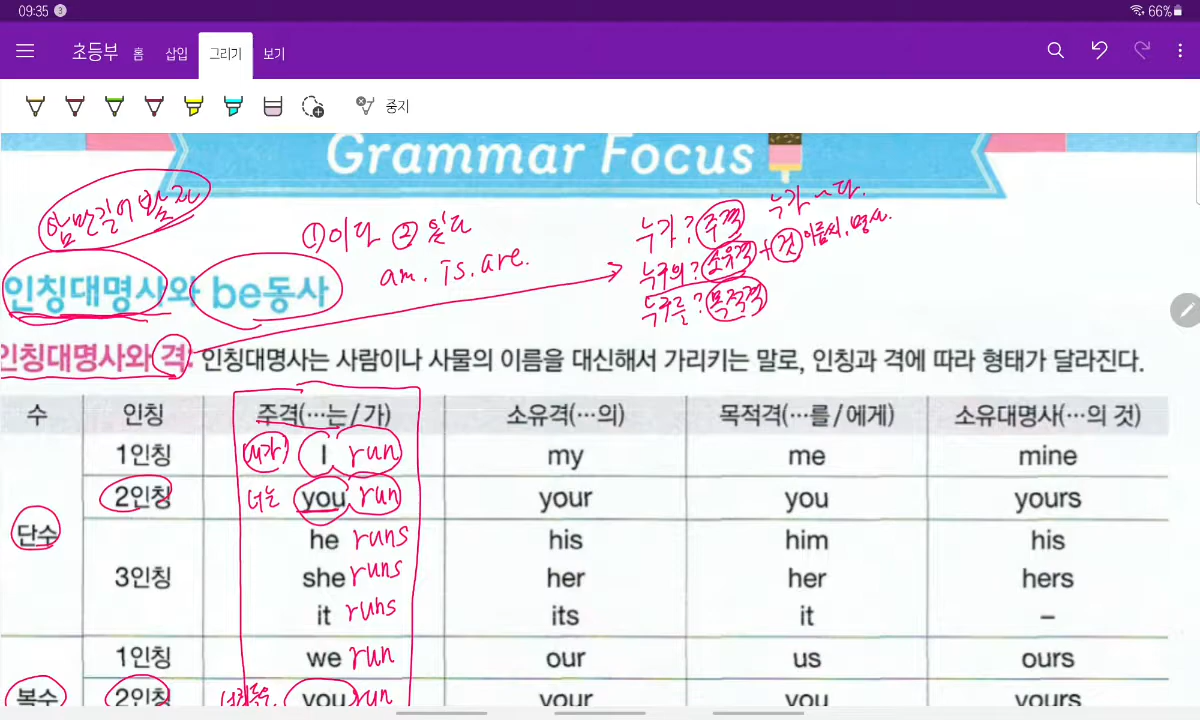 09:35 3 66%
초등부 홈 삽입 그리기 보기
중지
Grammar Focus
누가 ~다.
①이다 ② 있다
누가? 주격
am. is. are.
누구의? 소유격 + 것 이름씨, 명사.
누구를? 목적격
인칭대명사와 be동사
인칭대명사와 격: 인칭대명사는 사람이나 사물의 이름을 대신해서 가리키는 말로, 인칭과 격에 따라 형태가 달라진다.
수 인칭 주격(…는/가) 소유격(…의) 목적격(…를/에게) 소유대명사(…의 것)
1인칭 I run my me mine
2인칭 너는 you run your you yours
단수
he runs his him his
3인칭 she runs her her hers
it runs its it –
1인칭 we run our us ours
복수 2인칭 you run your you yours